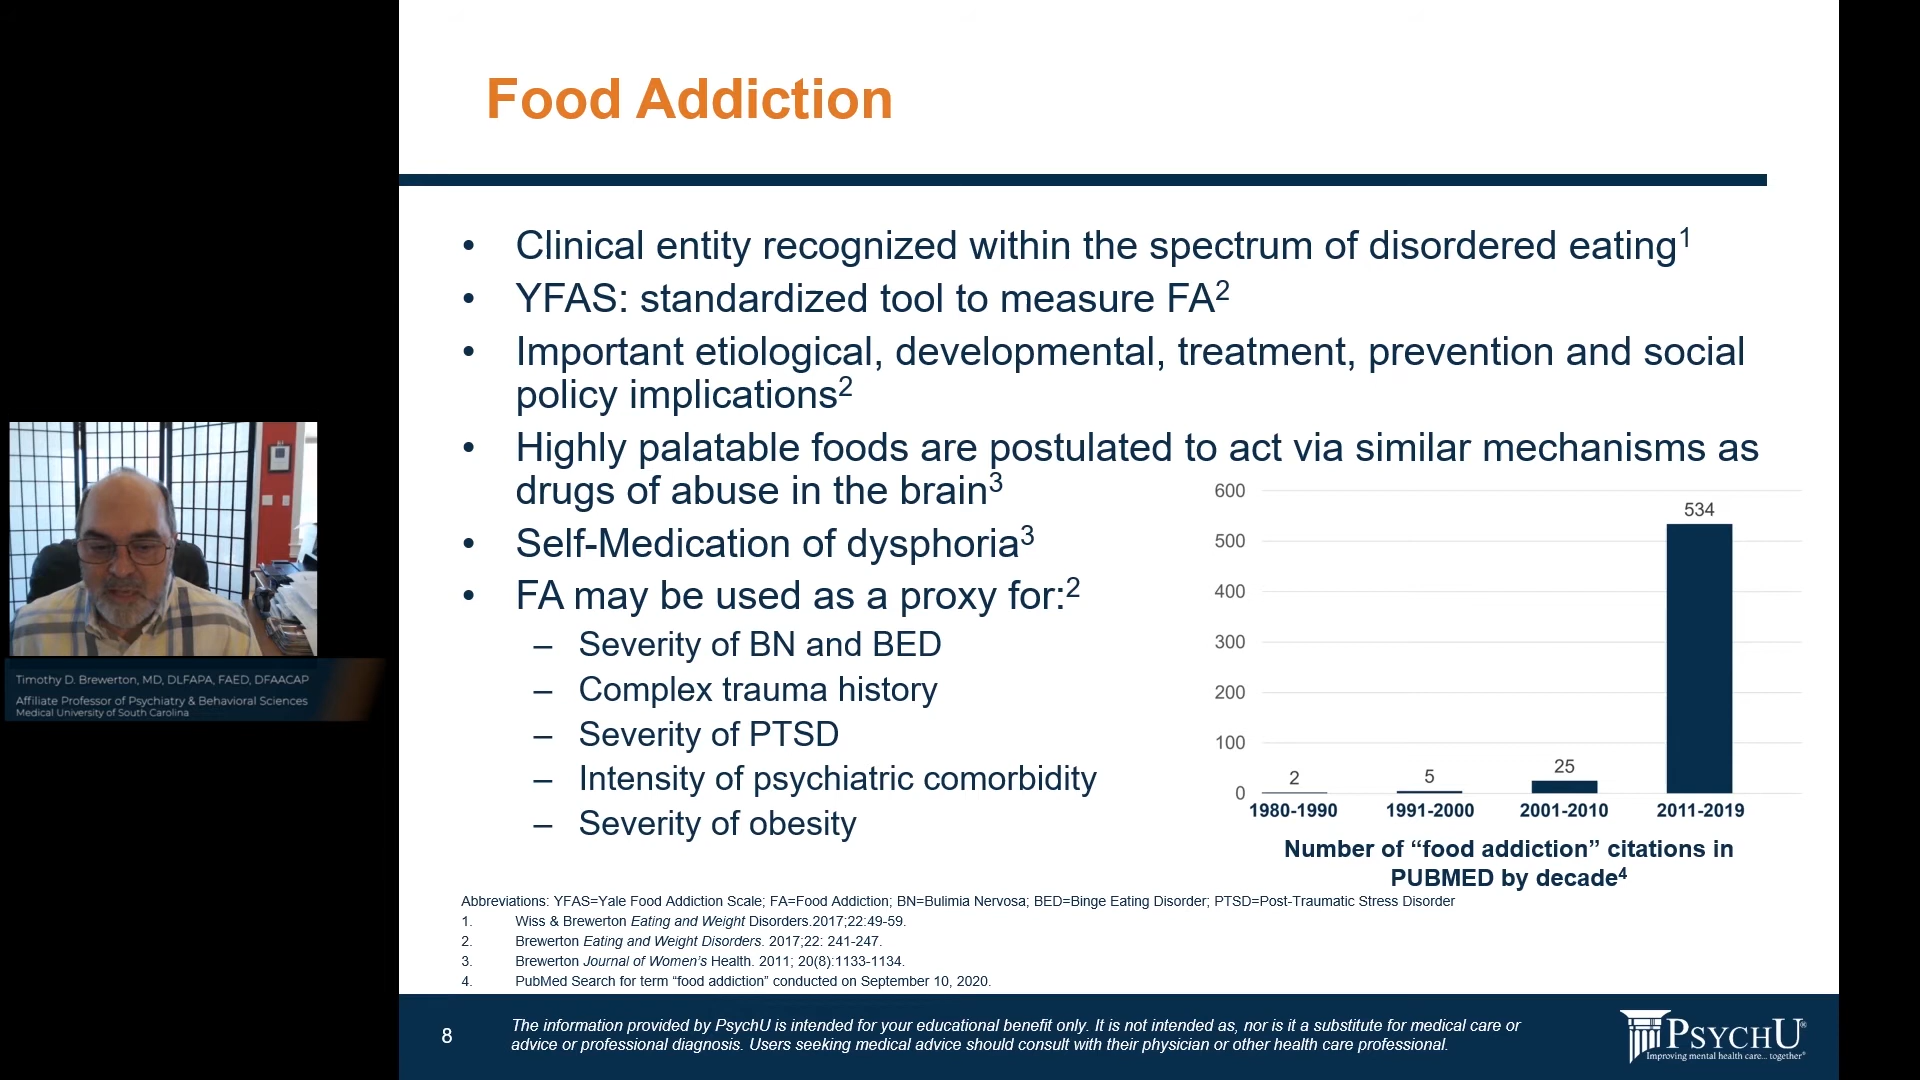 Food Addiction
• Clinical entity recognized within the spectrum of disordered eating1
• YFAS: standardized tool to measure FA2
• Important etiological, developmental, treatment, prevention and social
policy implications2
• Highly palatable foods are postulated to act via similar mechanisms as
drugs of abuse in the brain3
• Self-Medication of dysphoria3
• FA may be used as a proxy for:2
– Severity of BN and BED
– Complex trauma history
– Severity of PTSD
– Intensity of psychiatric comorbidity
– Severity of obesity
600
500
400
300
200
100
0
2
5
25
534
1980-1990 1991-2000 2001-2010 2011-2019
Number of “food addiction” citations in
PUBMED by decade4
Timothy D. Brewerton, MD, DLFAPA, FAED, DFAACAP
Affiliate Professor of Psychiatry & Behavioral Sciences
Medical University of South Carolina
Abbreviations: YFAS=Yale Food Addiction Scale; FA=Food Addiction; BN=Bulimia Nervosa; BED=Binge Eating Disorder; PTSD=Post-Traumatic Stress Disorder
1. Wiss & Brewerton Eating and Weight Disorders.2017;22:49-59.
2. Brewerton Eating and Weight Disorders. 2017;22: 241-247.
3. Brewerton Journal of Women’s Health. 2011; 20(8):1133-1134.
4. PubMed Search for term “food addiction” conducted on September 10, 2020.
8
The information provided by PsychU is intended for your educational benefit only. It is not intended as, nor is it a substitute for medical care or
advice or professional diagnosis. Users seeking medical advice should consult with their physician or other health care professional.
PSYCHU®
Improving mental health care... together®